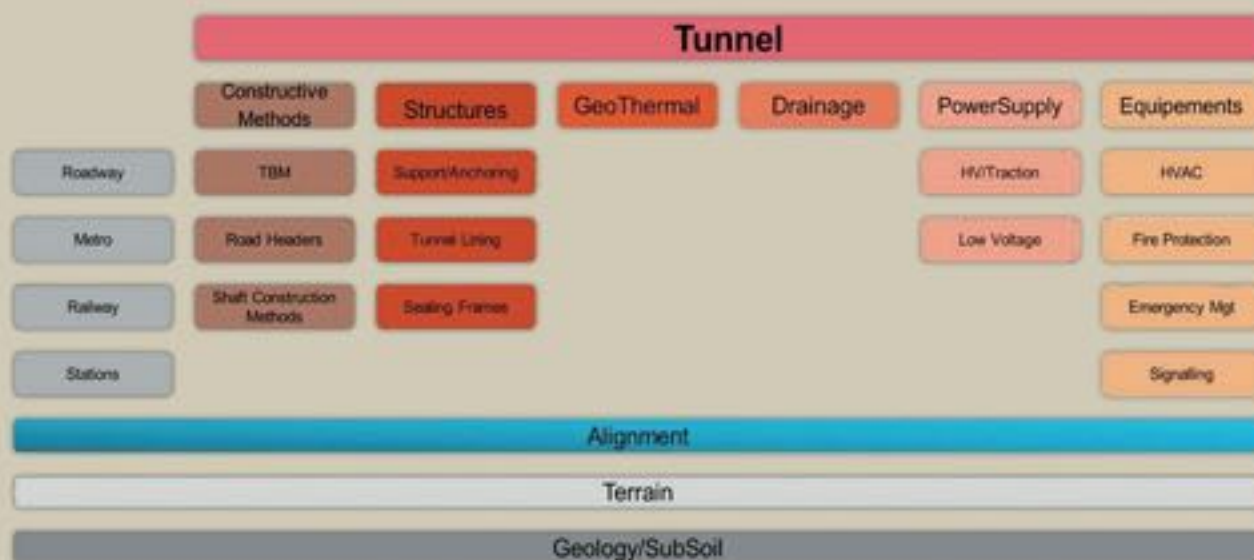 Tunnel
Constructive
Methods
Structures
GeoThermal
Drainage
PowerSupply
Equipements
Roadway
TBM
Support/Anchoring
HV/Traction
HVAC
Metro
Road Headers
Tunnel Lining
Low Voltage
Fire Protection
Railway
Shaft Construction
Methods
Sealing Frames
Emergency Mgt
Stations
Signalling
Alignment
Terrain
Geology/SubSoil